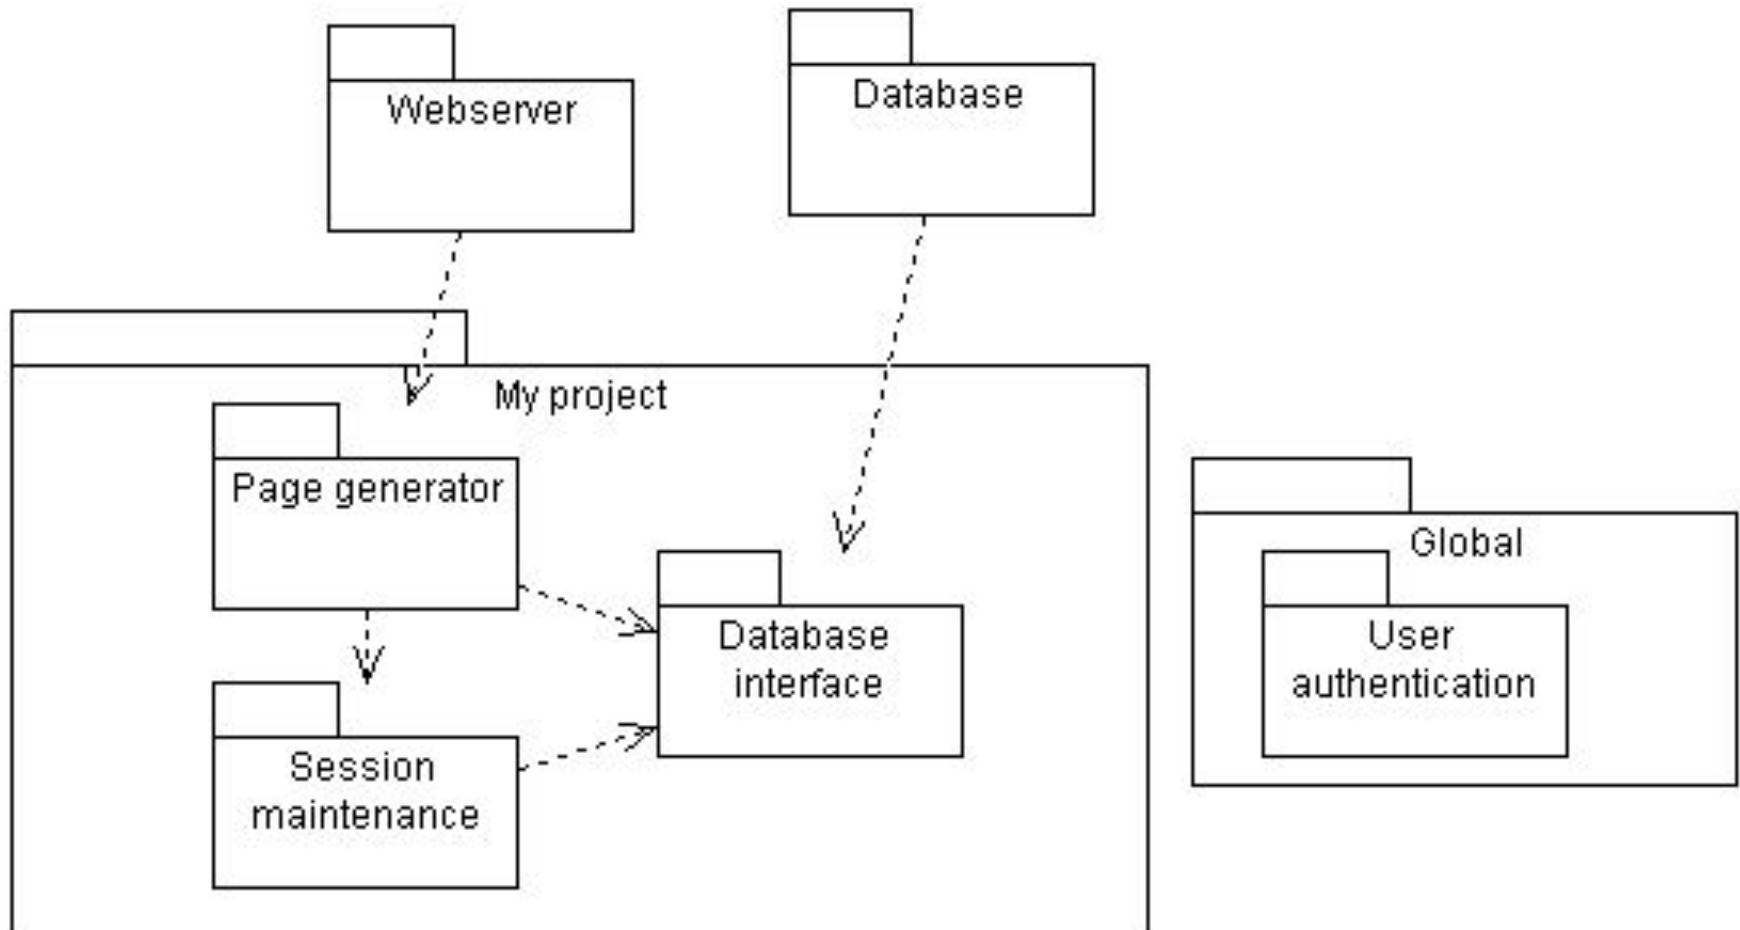 Webserver
Database
My project
Page generator
Global
Database
interface
User
authentication
Session
maintenance